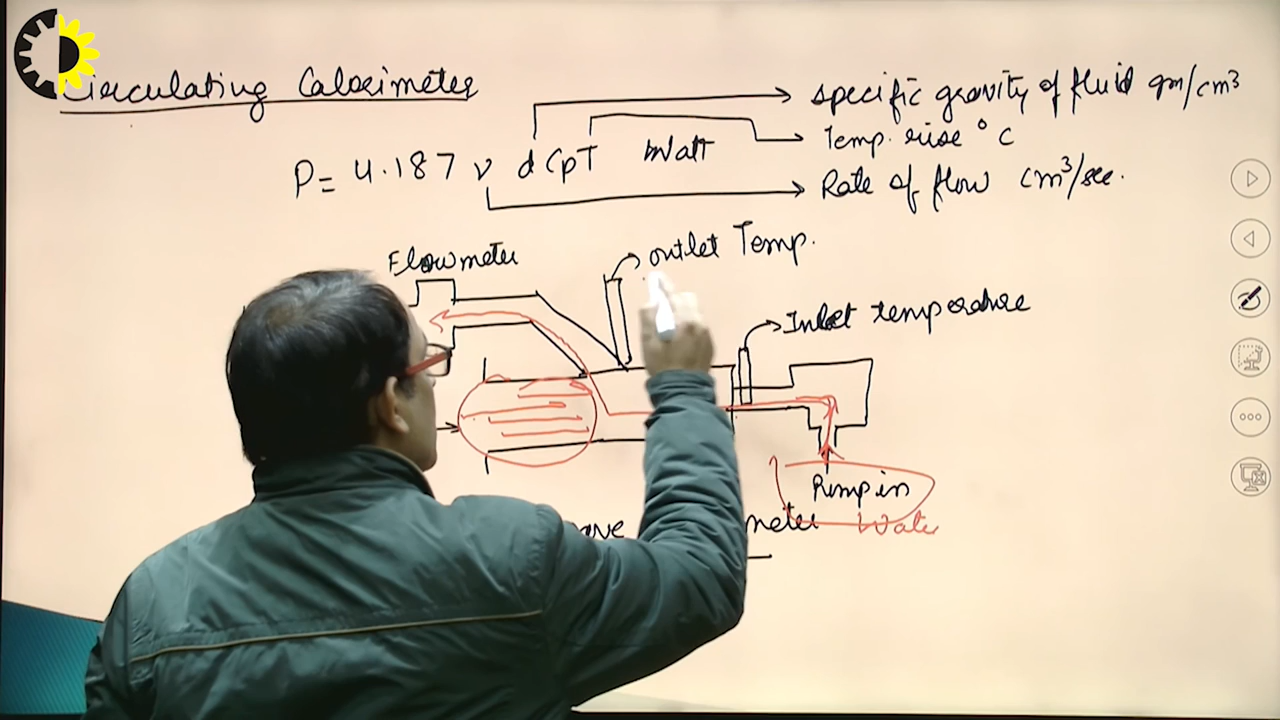 Circulating Calorimeter
specific gravity of fluid gm/cm³
P = 4.187 v d Cp T Watt
Temp. rise °C
Rate of flow cm³/sec.
Flowmeter
outlet Temp.
Inlet temperature
Pump in
meter Water